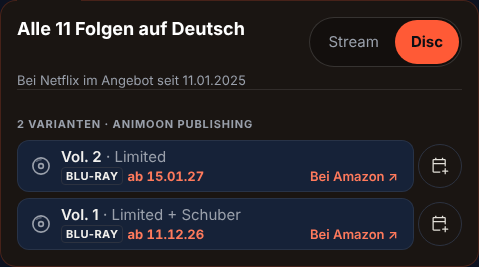 Alle 11 Folgen auf Deutsch
Stream Disc
Bei Netflix im Angebot seit 11.01.2025
2 VARIANTEN · ANIMOON PUBLISHING
Vol. 2 · Limited
BLU-RAY ab 15.01.27 Bei Amazon ↗
Vol. 1 · Limited + Schuber
BLU-RAY ab 11.12.26 Bei Amazon ↗